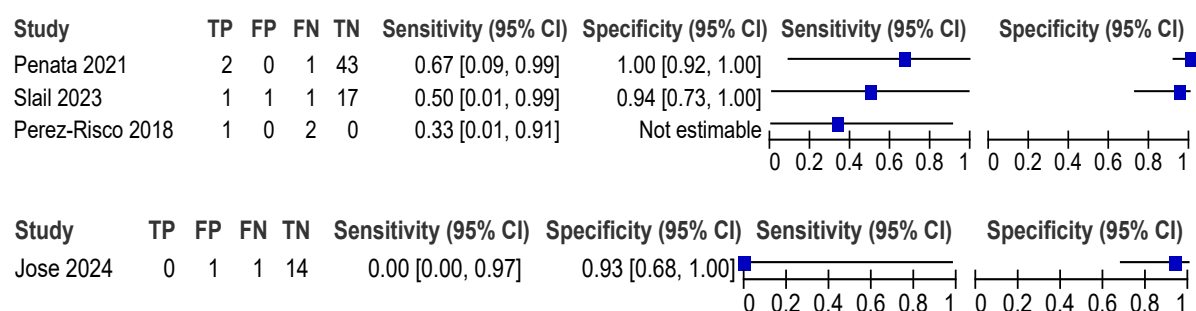 Study TP FP FN TN Sensitivity (95% CI) Specificity (95% CI) Sensitivity (95% CI) Specificity (95% CI)
Penata 2021 2 0 1 43 0.67 [0.09, 0.99] 1.00 [0.92, 1.00]
Slail 2023 1 1 1 17 0.50 [0.01, 0.99] 0.94 [0.73, 1.00]
Perez-Risco 2018 1 0 2 0 0.33 [0.01, 0.91] Not estimable
0 0.2 0.4 0.6 0.8 1 0 0.2 0.4 0.6 0.8 1
Study TP FP FN TN Sensitivity (95% CI) Specificity (95% CI) Sensitivity (95% CI) Specificity (95% CI)
Jose 2024 0 1 1 14 0.00 [0.00, 0.97] 0.93 [0.68, 1.00]
0 0.2 0.4 0.6 0.8 1 0 0.2 0.4 0.6 0.8 1